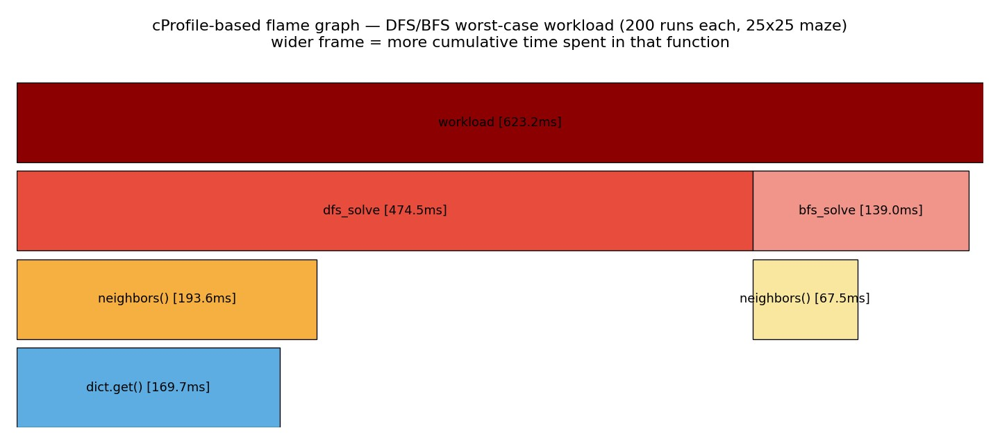 cProfile-based flame graph — DFS/BFS worst-case workload (200 runs each, 25x25 maze)
wider frame = more cumulative time spent in that function
workload [623.2ms]
dfs_solve [474.5ms]
bfs_solve [139.0ms]
neighbors() [193.6ms]
neighbors() [67.5ms]
dict.get() [169.7ms]